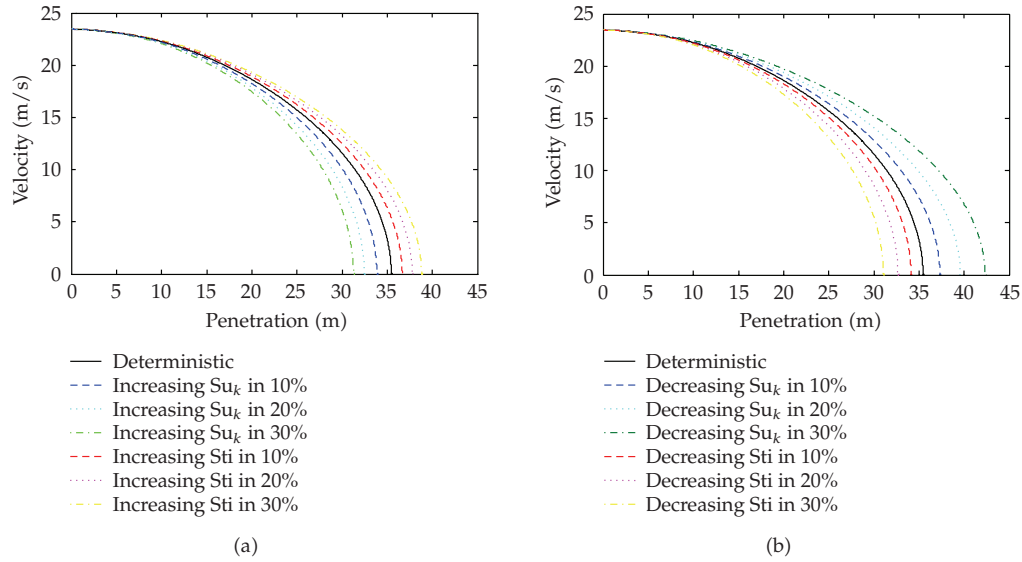 25
20
15
10
5
0
Velocity (m/s)
0 5 10 15 20 25 30 35 40 45
Penetration (m)
Deterministic
Increasing Su_k in 10%
Increasing Su_k in 20%
Increasing Su_k in 30%
Increasing Sti in 10%
Increasing Sti in 20%
Increasing Sti in 30%
(a)
25
20
15
10
5
0
Velocity (m/s)
0 5 10 15 20 25 30 35 40 45
Penetration (m)
Deterministic
Decreasing Su_k in 10%
Decreasing Su_k in 20%
Decreasing Su_k in 30%
Decreasing Sti in 10%
Decreasing Sti in 20%
Decreasing Sti in 30%
(b)